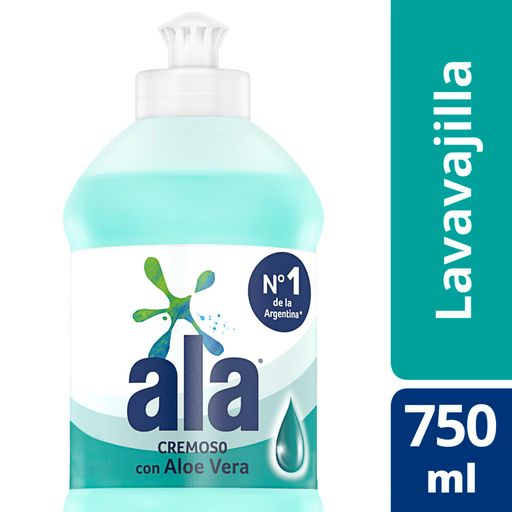 Nº1
de la
Argentina*
ala®
CREMOSO
con Aloe Vera
Lavavajilla
750
ml